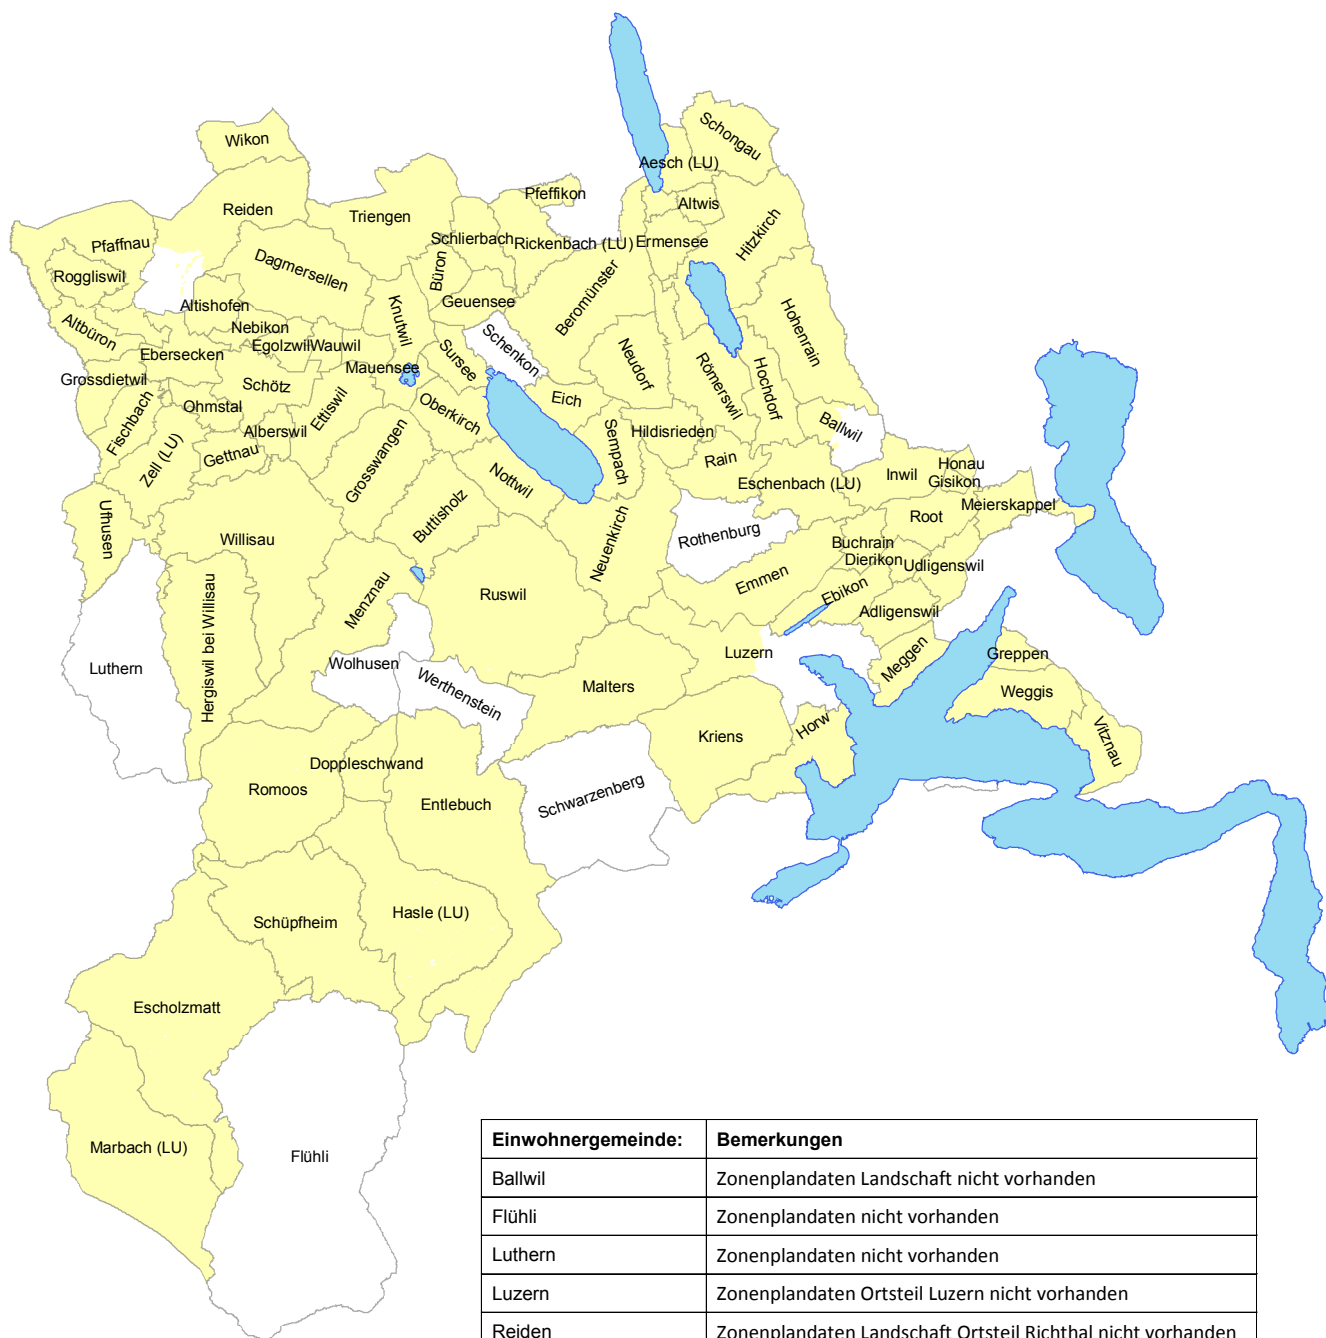 Schongau
Wikon
Aesch (LU)
Pfeffikon
Altwis
Reiden
Triengen
Schlierbach
Rickenbach (LU)
Ermensee
Hitzkirch
Pfaffnau
Roggliswil
Dagmersellen
Büron
Geuensee
Beromünster
Altishofen
Knutwil
Hohenrain
Altbüron
Nebikon
Egolzwil
Wauwil
Schenkon
Ebersecken
Mauensee
Sursee
Neudorf
Römerswil
Hochdorf
Grossdietwil
Schötz
Fischbach
Ohmstal
Ettiswil
Oberkirch
Eich
Ballwil
Zell (LU)
Gettnau
Alberswil
Grosswangen
Sempach
Hildisrieden
Rain
Eschenbach (LU)
Inwil
Honau
Gisikon
Nottwil
Buttisholz
Meierskappel
Root
Ufhusen
Willisau
Neuenkirch
Rothenburg
Buchrain
Dierikon
Udligenswil
Emmen
Ebikon
Adligenswil
Menznau
Ruswil
Hergiswil bei Willisau
Luthern
Wolhusen
Werthenstein
Luzern
Meggen
Greppen
Malters
Weggis
Kriens
Horw
Vitznau
Doppleschwand
Romoos
Entlebuch
Schwarzenberg
Schüpfheim
Hasle (LU)
Escholzmatt
Marbach (LU)
Flühli
Einwohnergemeinde: Bemerkungen
Ballwil Zonenplandaten Landschaft nicht vorhanden
Flühli Zonenplandaten nicht vorhanden
Luthern Zonenplandaten nicht vorhanden
Luzern Zonenplandaten Ortsteil Luzern nicht vorhanden
Reiden Zonenplandaten Landschaft Ortsteil Richthal nicht vorhanden